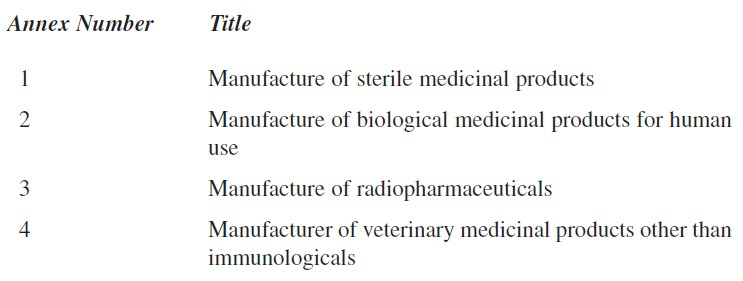 Annex Number Title
1 Manufacture of sterile medicinal products
2 Manufacture of biological medicinal products for human
use
3 Manufacture of radiopharmaceuticals
4 Manufacturer of veterinary medicinal products other than
immunologicals